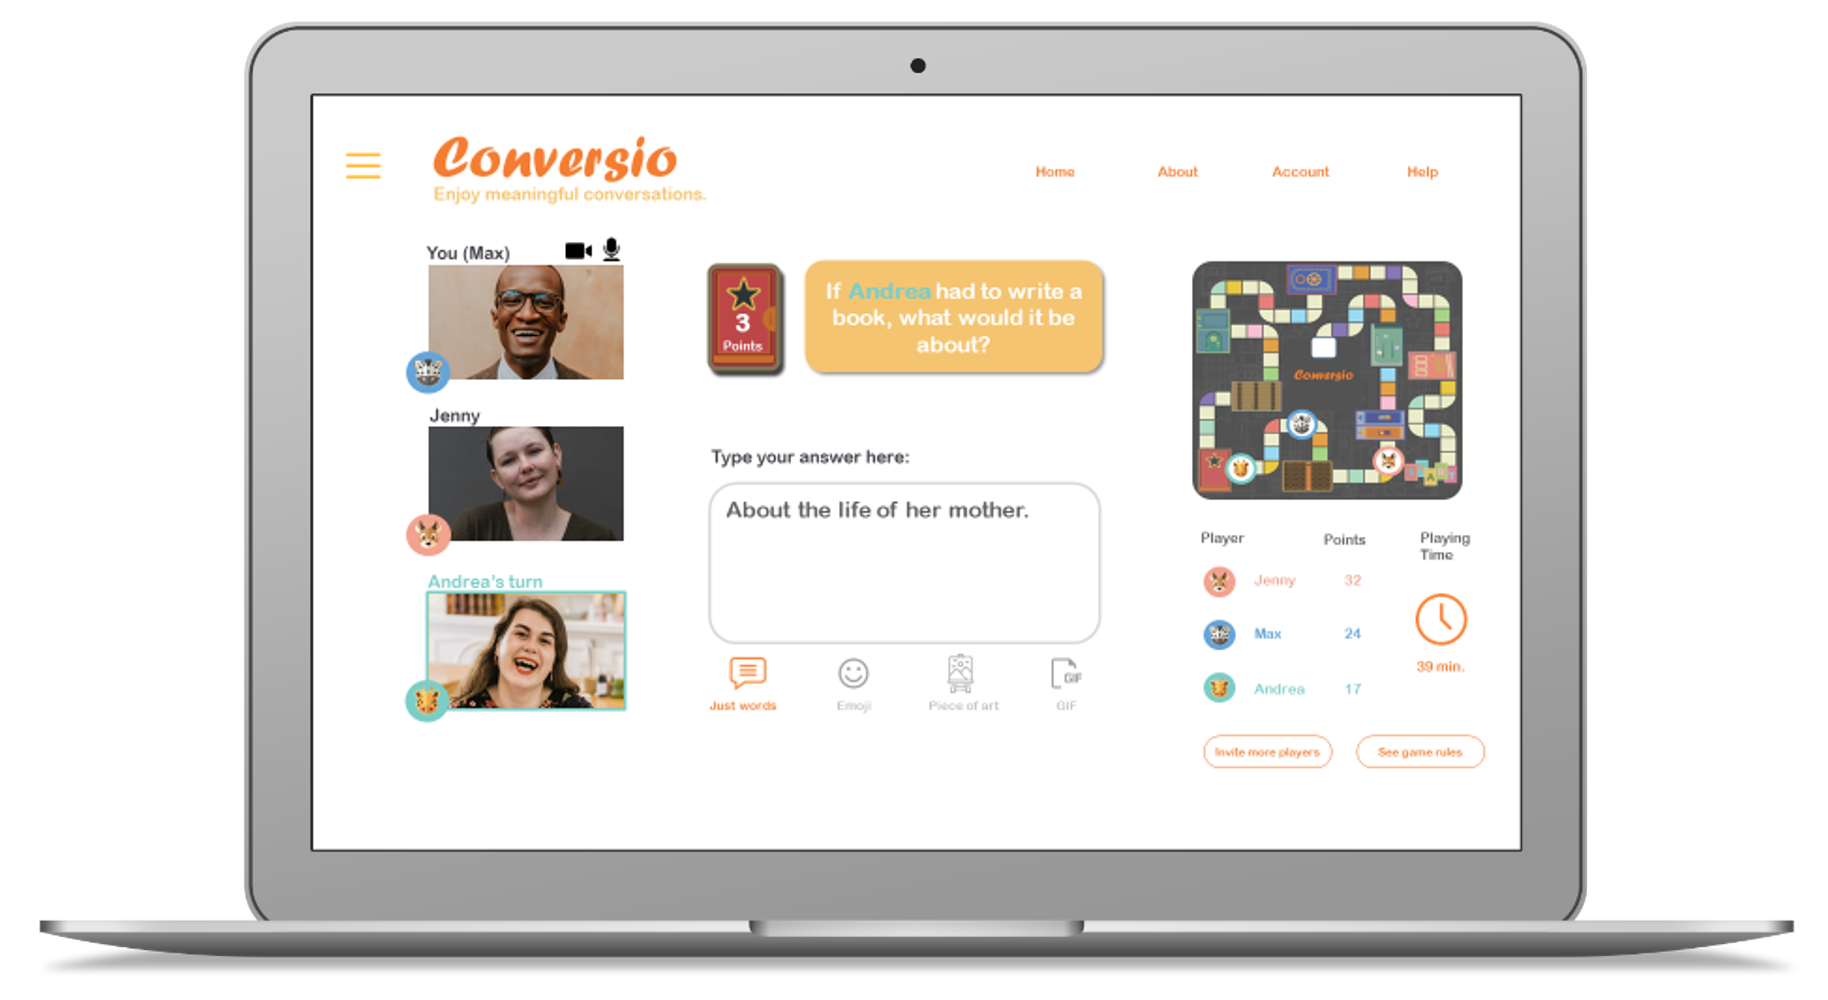 Conversio
Enjoy meaningful conversations.
Home
About
Account
Help
You (Max)
Jenny
Andrea's turn
3
Points
If Andrea had to write a
book, what would it be
about?
Type your answer here:
About the life of her mother.
Just words
Emoji
Piece of art
GIF
GIF
Conversio
Player
Points
Playing
Time
Jenny
32
Max
24
Andrea
17
39 min.
Invite more players
See game rules